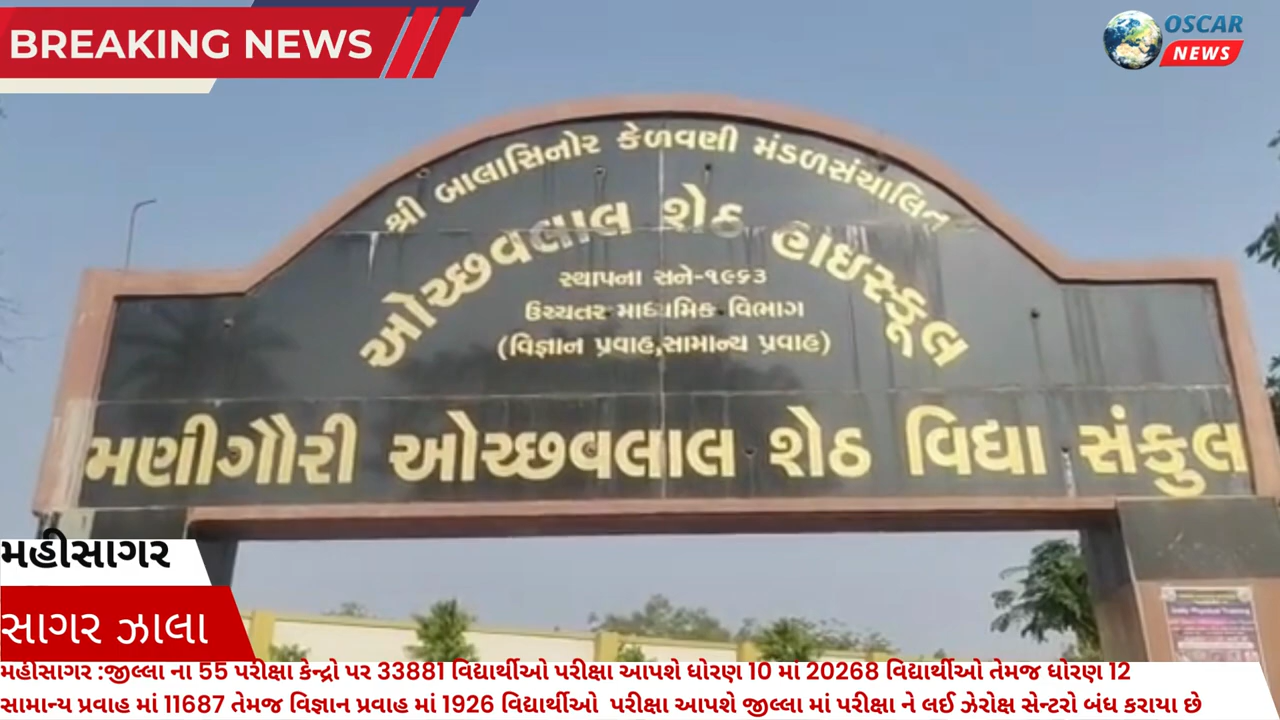 BREAKING NEWS
OSCAR
NEWS
શ્રી બાલાસિનોર કેળવણી મંડળસંચાલિત
ઓચ્છવલાલ શેઠ હાઇસ્કૂલ
સ્થાપના સને-૧૯૬૩
ઉચ્ચતર માધ્યમિક વિભાગ
(વિજ્ઞાન પ્રવાહ,સામાન્ય પ્રવાહ)
મણીગૌરી ઓચ્છવલાલ શેઠ વિદ્યા સંકુલ
મહીસાગર
સાગર ઝાલા
મહીસાગર :જીલ્લા ના 55 પરીક્ષા કેન્દ્રો પર 33881 વિદ્યાર્થીઓ પરીક્ષા આપશે ધોરણ 10 માં 20268 વિદ્યાર્થીઓ તેમજ ધોરણ 12
સામાન્ય પ્રવાહ માં 11687 તેમજ વિજ્ઞાન પ્રવાહ માં 1926 વિદ્યાર્થીઓ પરીક્ષા આપશે જીલ્લા માં પરીક્ષા ને લઈ ઝેરોક્ષ સેન્ટરો બંધ કરાયા છે